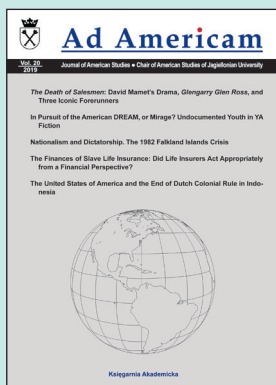 Ad Americam
Vol. 20
2019
Journal of American Studies ● Chair of American Studies of Jagiellonian University
The Death of Salesmen: David Mamet's Drama, Glengarry Glen Ross, and
Three Iconic Forerunners
In Pursuit of the American DREAM, or Mirage? Undocumented Youth in YA
Fiction
Nationalism and Dictatorship. The 1982 Falkland Islands Crisis
The Finances of Slave Life Insurance: Did Life Insurers Act Appropriately
from a Financial Perspective?
The United States of America and the End of Dutch Colonial Rule in Indo-
nesia
Księgarnia Akademicka